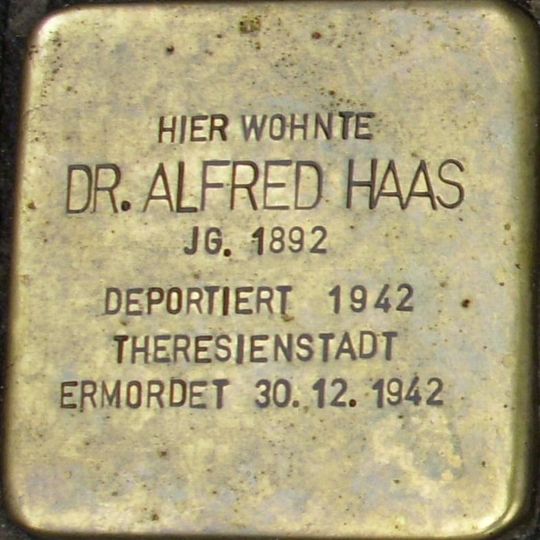 HIER WOHNTE
DR. ALFRED HAAS
JG. 1892
DEPORTIERT 1942
THERESIENSTADT
ERMORDET 30.12.1942